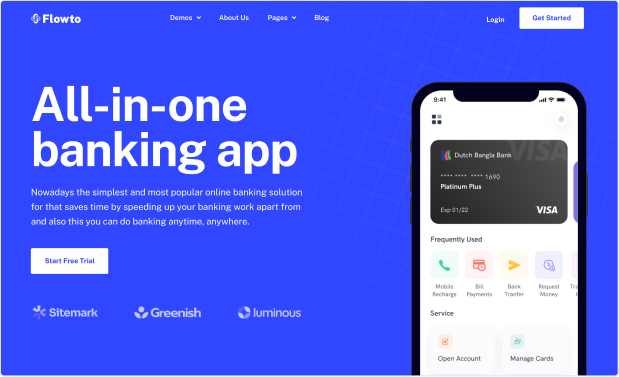 Flowto
Demos
About Us
Pages
Blog
Login
Get Started
All-in-one
banking app
Nowadays the simplest and most popular online banking solution
for that saves time by speeding up your banking work apart from
and also this you can do banking anytime, anywhere.
Start Free Trial
Sitemark
Greenish
luminous
9:41
VISA
Dutch Bangla Bank
**** **** **** 1690
Platinum Plus
Exp 01/22
VISA
Frequently Used
Mobile
Recharge
Bill
Payments
Bank
Tranfer
Request
Money
Service
Open Account
Manage Cards